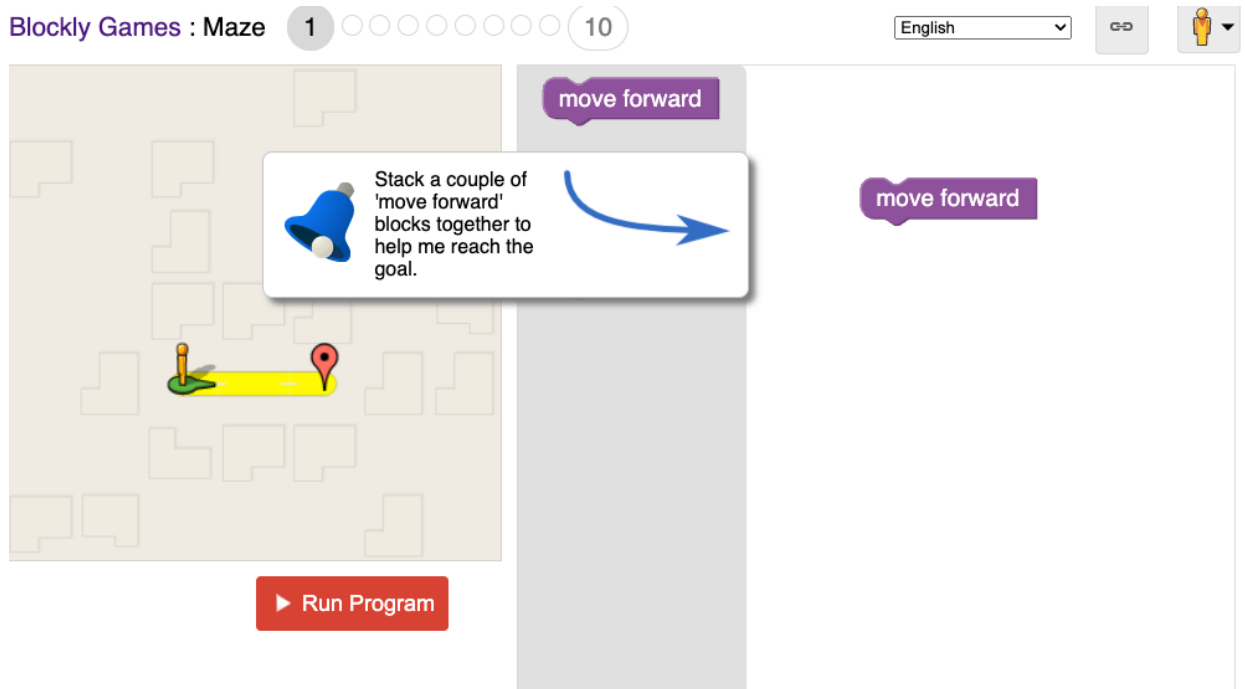 Blockly Games : Maze 1 10 English
move forward
Stack a couple of
'move forward'
blocks together to
help me reach the
goal.
move forward
Run Program